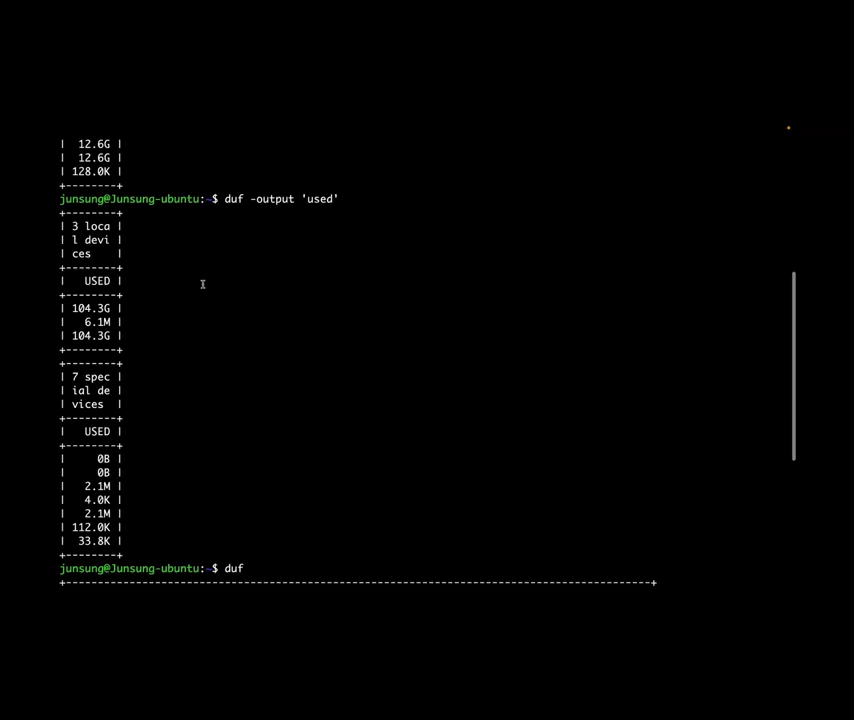 |  12.6G |
|  12.6G |
| 128.0K |
+--------+
junsung@Junsung-ubuntu:~$ duf -output 'used'
+--------+
| 3 loca
| l devi |
| ces    |
+--------+
|   USED |
+--------+
| 104.3G |
|   6.1M |
| 104.3G |
+--------+
+--------+
| 7 spec |
| ial de |
| vices  |
+--------+
|   USED |
+--------+
|     0B |
|     0B |
|   2.1M |
|   4.0K |
|   2.1M |
| 112.0K |
|  33.8K |
+--------+
junsung@Junsung-ubuntu:~$ duf
+-----------------------------------------------------------------------------+